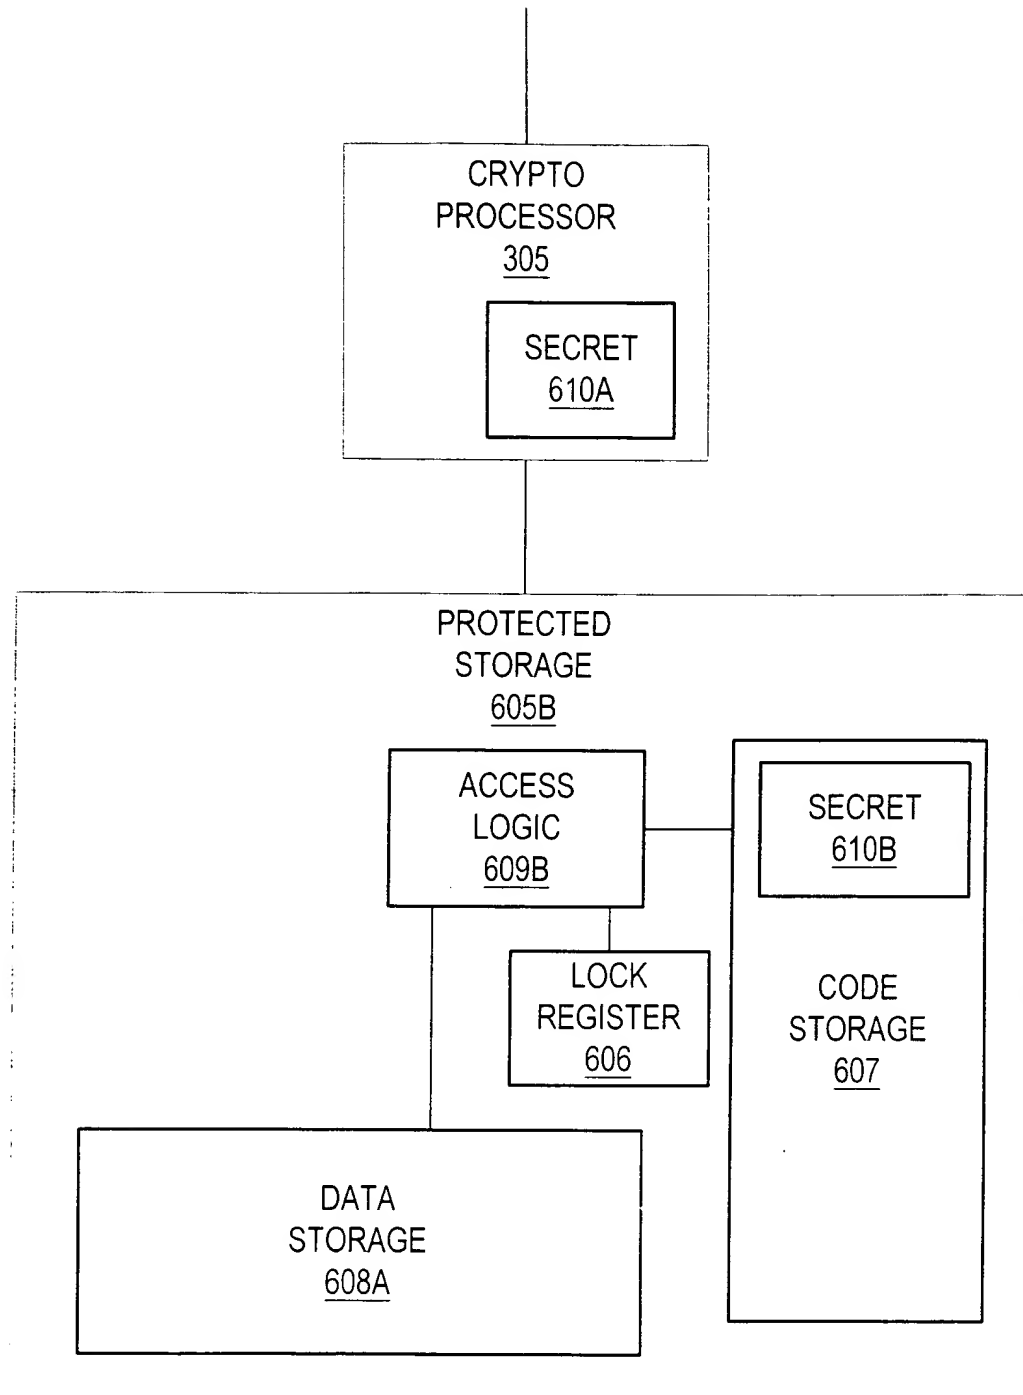 CRYPTO
PROCESSOR
305
SECRET
610A
PROTECTED
STORAGE
605B
ACCESS
LOGIC
609B
SECRET
610B
LOCK
REGISTER
606
CODE
STORAGE
607
DATA
STORAGE
608A